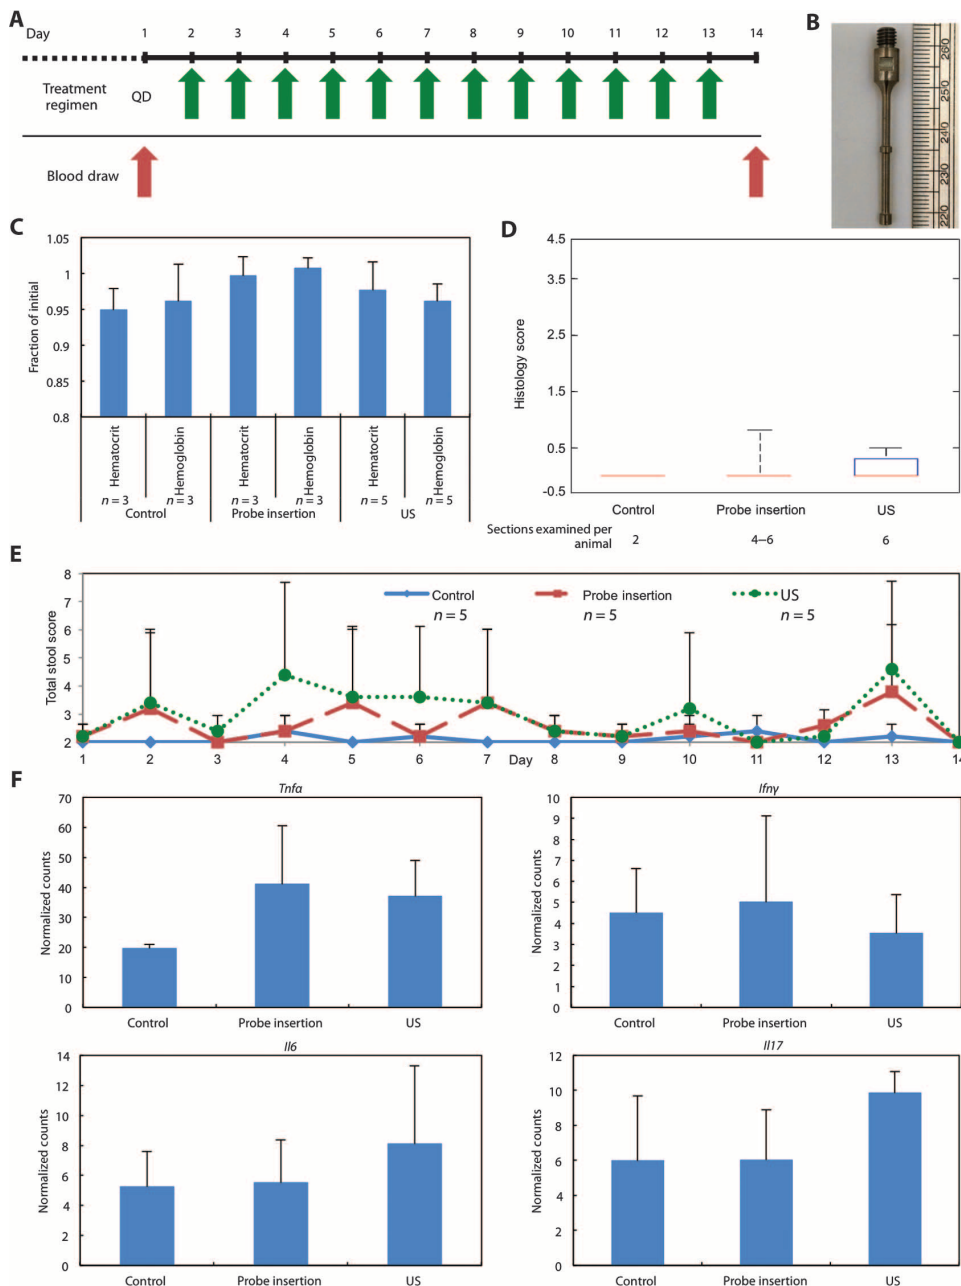 A
Day 1 2 3 4 5 6 7 8 9 10 11 12 13 14
Treatment
regimen
QD
Blood draw
B
260
250
240
230
220
C
Fraction of initial
1.05
1
0.95
0.9
0.85
0.8
Hematocrit
Hemoglobin
Hematocrit
Hemoglobin
Hematocrit
Hemoglobin
n = 3 n = 3 n = 3 n = 3 n = 5 n = 5
Control Probe insertion US
D
Histology score
4.5
3.5
2.5
1.5
0.5
-0.5
Control Probe insertion US
Sections examined per
animal
2 4–6 6
E
Total stool score
8
7
6
5
4
3
2
Control Probe insertion US
n = 5 n = 5 n = 5
1 2 3 4 5 6 7 Day 8 9 10 11 12 13 14
F
Tnfα
Normalized counts
70
60
50
40
30
20
10
0
Control Probe insertion US
Ifnγ
Normalized counts
10
9
8
7
6
5
4
3
2
1
0
Control Probe insertion US
Il6
Normalized counts
14
12
10
8
6
4
2
0
Control Probe insertion US
Il17
Normalized counts
12
10
8
6
4
2
0
Control Probe insertion US